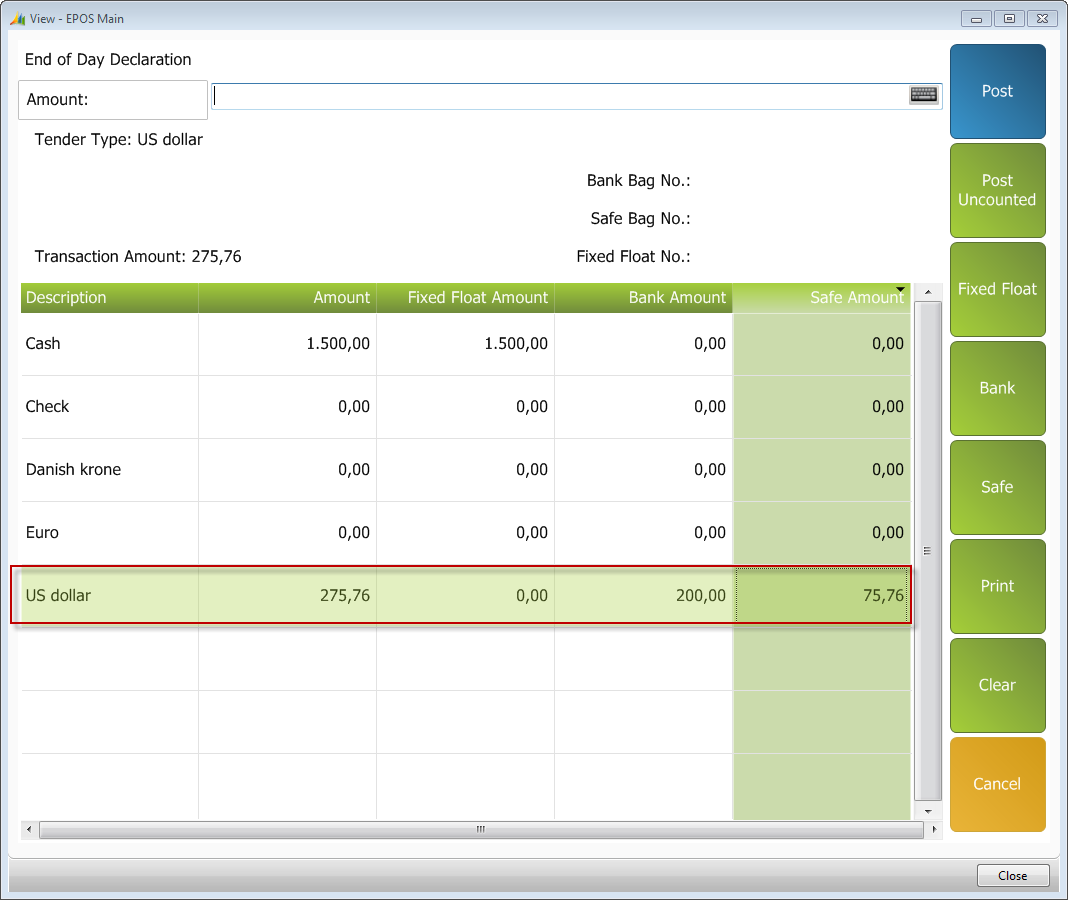 View - EPOS Main
End of Day Declaration
Amount:
Tender Type: US dollar
Bank Bag No.:
Safe Bag No.:
Transaction Amount: 275,76 Fixed Float No.:
Description Amount Fixed Float Amount Bank Amount Safe Amount
Cash 1.500,00 1.500,00 0,00 0,00
Check 0,00 0,00 0,00 0,00
Danish krone 0,00 0,00 0,00 0,00
Euro 0,00 0,00 0,00 0,00
US dollar 275,76 0,00 200,00 75,76
Post
Post
Uncounted
Fixed Float
Bank
Safe
Print
Clear
Cancel
Close